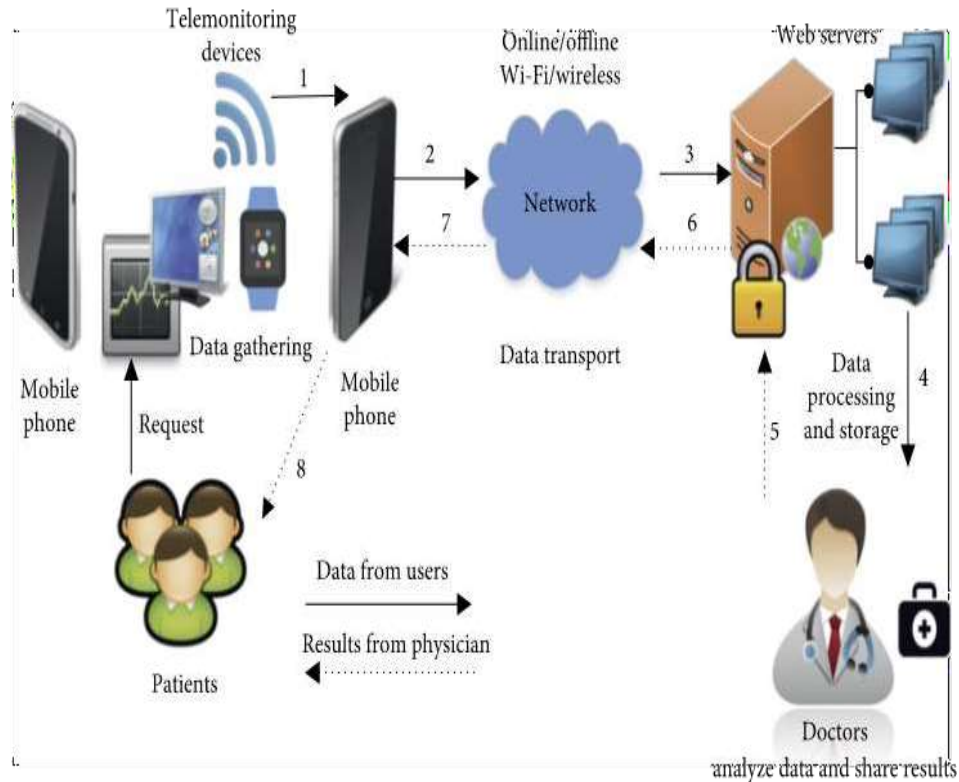 Telemonitoring
devices
1
Online/offline
Wi-Fi/wireless
Web servers
2
3
Network
7
6
Data gathering
Data transport
Mobile
phone
Mobile
phone
Request
8
5
Data
processing
and storage
4
Data from users
Results from physician
Patients
Doctors
analyze data and share results